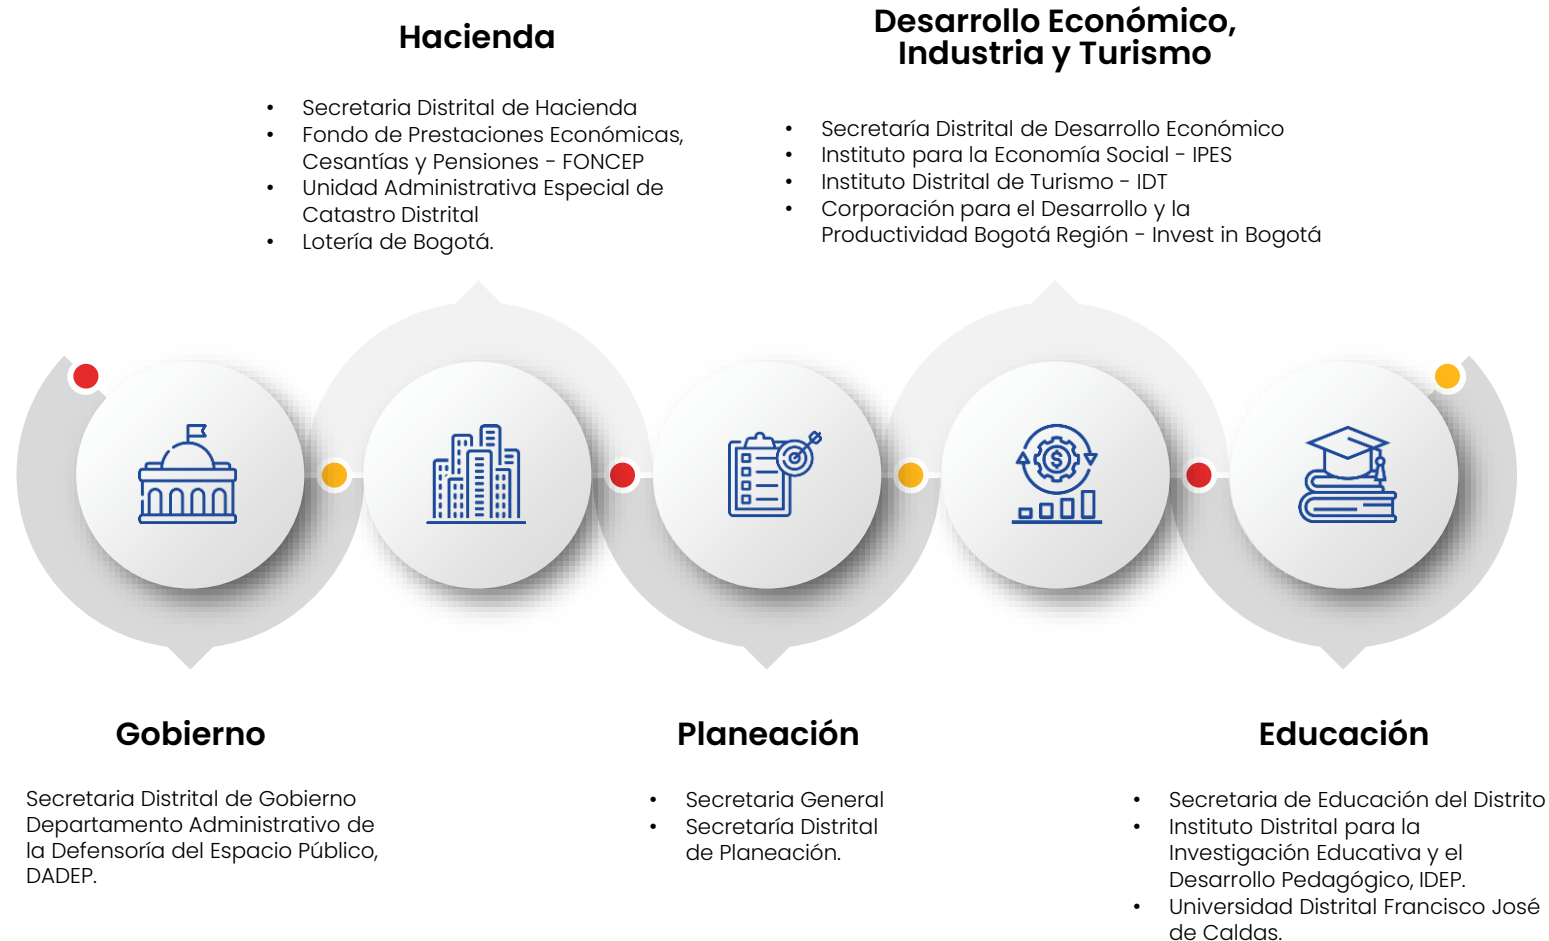 Hacienda
• Secretaria Distrital de Hacienda
• Fondo de Prestaciones Económicas,
Cesantías y Pensiones - FONCEP
• Unidad Administrativa Especial de
Catastro Distrital
• Lotería de Bogotá.
Desarrollo Económico,
Industria y Turismo
• Secretaría Distrital de Desarrollo Económico
• Instituto para la Economía Social - IPES
• Instituto Distrital de Turismo - IDT
• Corporación para el Desarrollo y la
Productividad Bogotá Región - Invest in Bogotá
$
Gobierno
Secretaria Distrital de Gobierno
Departamento Administrativo de
la Defensoría del Espacio Público,
DADEP.
Planeación
• Secretaria General
• Secretaría Distrital
de Planeación.
Educación
• Secretaria de Educación del Distrito
• Instituto Distrital para la
Investigación Educativa y el
Desarrollo Pedagógico, IDEP.
• Universidad Distrital Francisco José
de Caldas.